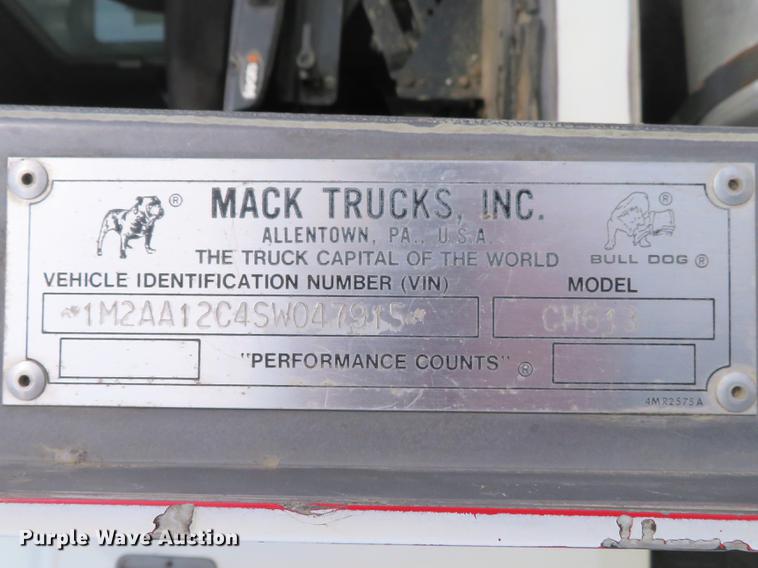 MACK TRUCKS, INC.
ALLENTOWN, PA., U.S.A.
THE TRUCK CAPITAL OF THE WORLD
® ®
BULL DOG ®
VEHICLE IDENTIFICATION NUMBER (VIN) MODEL
*1M2AA12C4SW047915* CH613
"PERFORMANCE COUNTS" ®
4MR2575A
Purple Wave Auction